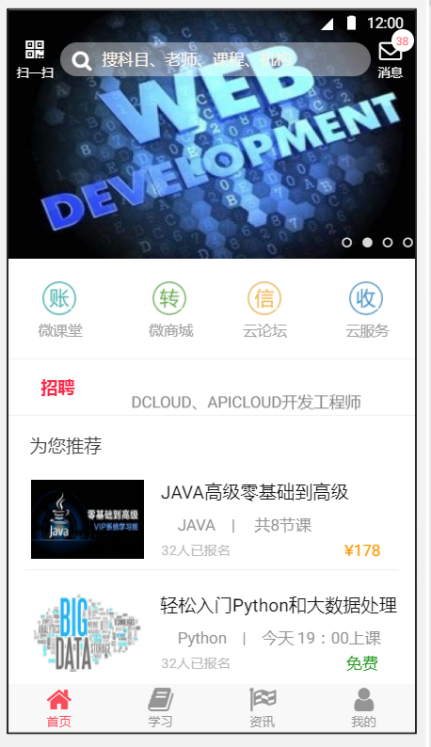 12:00
38
扫一扫
搜科目、老师、课程、机构
消息
WEB
DEVELOPMENT
账
转
信
收
微课堂
微商城
云论坛
云服务
招聘
DCLOUD、APICLOUD开发工程师
为您推荐
零基础到高级
VIP系统学习班
Java
JAVA高级零基础到高级
JAVA | 共8节课
32人已报名
¥178
BIG
DATA
STORAGE
轻松入门Python和大数据处理
Python | 今天 19：00上课
32人已报名
免费
首页
学习
资讯
我的